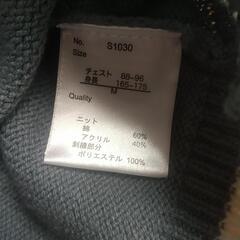 No. S1030
Size
チェスト 88-96
身長 165-175
M
Quality
ニット
綿 60%
アクリル 40%
刺繍部分
ポリエステル 100%